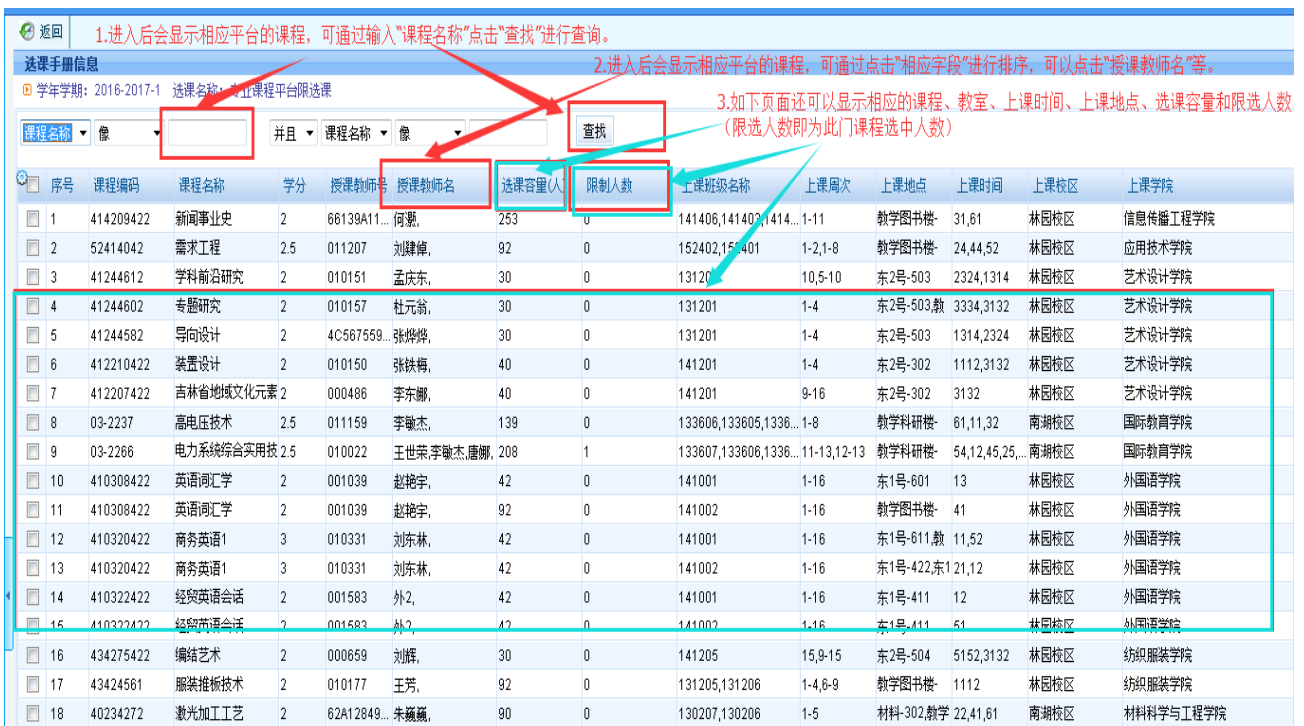 返回
1.进入后会显示相应平台的课程，可通过输入“课程名称”点击“查找”进行查询。
选课手册信息
2.进入后会显示相应平台的课程，可通过点击“相应字段”进行排序，可以点击“授课教师名”等。
学年学期：2016-2017-1 选课名称：专业课程平台限选课
3.如下页面还可以显示相应的课程、教室、上课时间、上课地点、选课容量和限选人数
（限选人数即为此门课程选中人数）
课程名称 像 并且 课程名称 像 查找
序号 课程编码 课程名称 学分 授课教师号 授课教师名 选课容量(人) 限制人数 上课班级名称 上课周次 上课地点 上课时间 上课校区 上课学院
1 414209422 新闻事业史 2 66139A11... 何灏, 253 0 141406,141402,1414... 1-11 教学图书楼- 31,61 林园校区 信息传播工程学院
2 52414042 需求工程 2.5 011207 刘肄倬, 92 0 152402,152401 1-2,1-8 教学图书楼- 24,44,52 林园校区 应用技术学院
3 41244612 学科前沿研究 2 010151 孟庆东, 30 0 131201 10,5-10 东2号-503 2324,1314 林园校区 艺术设计学院
4 41244602 专题研究 2 010157 杜元翁, 30 0 131201 1-4 东2号-503,教 3334,3132 林园校区 艺术设计学院
5 41244582 导向设计 2 4C567559... 张烨烨, 30 0 131201 1-4 东2号-503 1314,2324 林园校区 艺术设计学院
6 412210422 装置设计 2 010150 张铁梅, 40 0 141201 1-4 东2号-302 1112,3132 林园校区 艺术设计学院
7 412207422 吉林省地域文化元素 2 000486 李东娜, 40 0 141201 9-16 东2号-302 3132 林园校区 艺术设计学院
8 03-2237 高电压技术 2.5 011159 李敏杰, 139 0 133606,133605,1336... 1-8 教学科研楼- 61,11,32 南湖校区 国际教育学院
9 03-2266 电力系统综合实用技 2.5 010022 王世荣,李敏杰,唐娜, 208 1 133607,133606,1336... 11-13,12-13 教学科研楼- 54,12,45,25,... 南湖校区 国际教育学院
10 410308422 英语词汇学 2 001039 赵艳宇, 42 0 141001 1-16 东1号-601 13 林园校区 外国语学院
11 410308422 英语词汇学 2 001039 赵艳宇, 92 0 141002 1-16 教学图书楼- 41 林园校区 外国语学院
12 410320422 商务英语1 3 010331 刘东林, 42 0 141001 1-16 东1号-611,教 11,52 林园校区 外国语学院
13 410320422 商务英语1 3 010331 刘东林, 42 0 141002 1-16 东1号-422,东1 21,12 林园校区 外国语学院
14 410322422 经贸英语会话 2 001583 外2, 42 0 141001 1-16 东1号-411 12 林园校区 外国语学院
15 410322422 经贸英语会话 2 001583 外2, 42 0 141002 1-16 东1号-411 51 林园校区 外国语学院
16 434275422 编结艺术 2 000659 刘辉, 30 0 141205 15,9-15 东2号-504 5152,3132 林园校区 纺织服装学院
17 43424561 服装推板技术 2 010177 王芳, 92 0 131205,131206 1-4,6-9 教学图书楼- 1112 林园校区 纺织服装学院
18 40234272 激光加工工艺 2 62A12849... 朱巍巍, 90 0 130207,130206 1-5 材料-302,教学 22,41,61 南湖校区 材料科学与工程学院